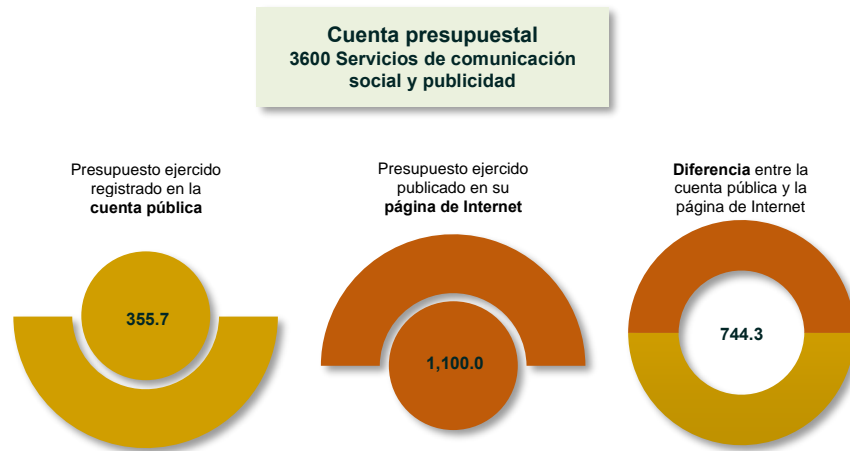 Cuenta presupuestal
3600 Servicios de comunicación
social y publicidad
Presupuesto ejercido
registrado en la
cuenta pública
355.7
Presupuesto ejercido
publicado en su
página de Internet
1,100.0
Diferencia entre la
cuenta pública y la
página de Internet
744.3